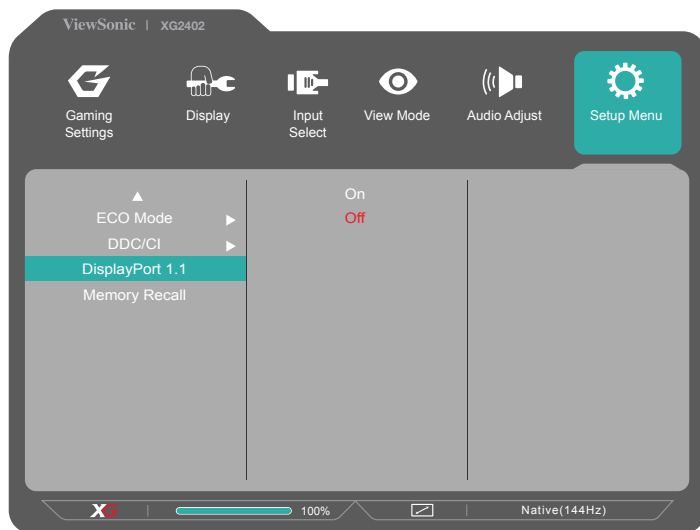 ViewSonic | XG2402
Gaming
Settings
Display
Input
Select
View Mode
Audio Adjust
Setup Menu
▲
ECO Mode ▶
DDC/CI ▶
DisplayPort 1.1
Memory Recall
On
Off
XG | 100% | Native(144Hz)